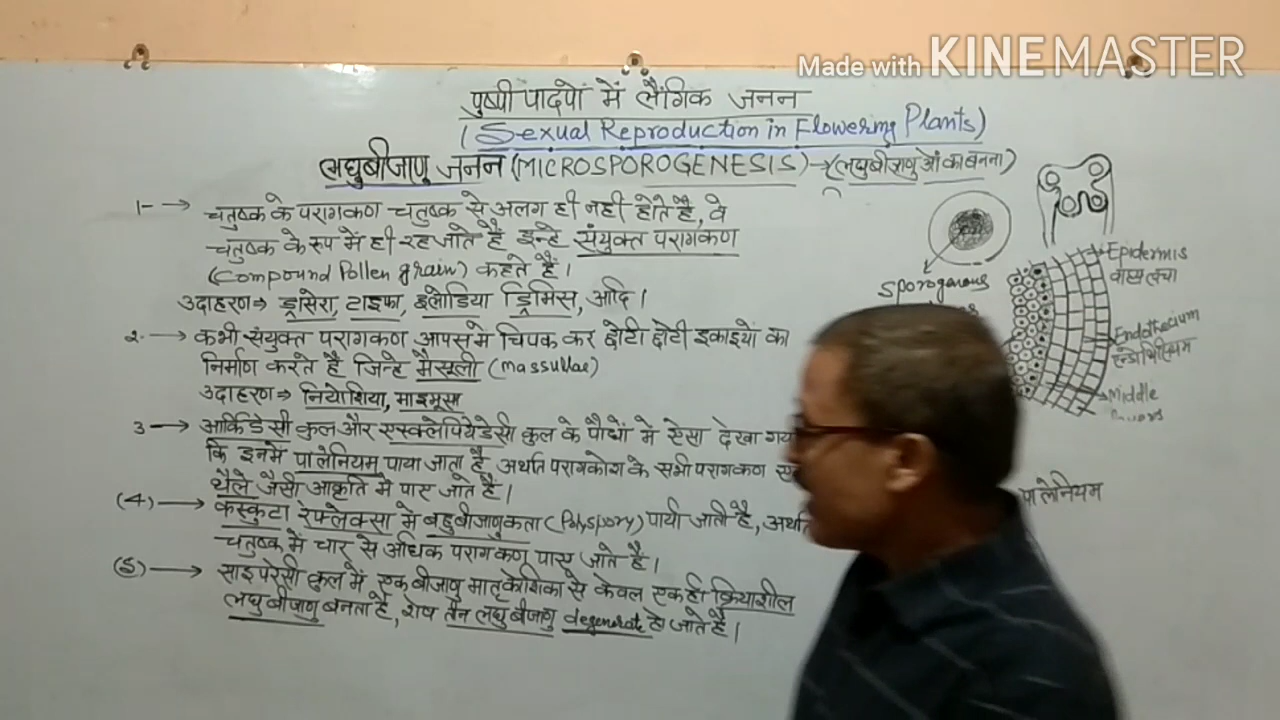 Made with KINEMASTER
पुष्पी पादपों में लैंगिक जनन
(Sexual Reproduction in Flowering Plants)
लघुबीजाणु जनन (MICROSPOROGENESIS) → (लघुबीजाणुओं का बनना)
1- → चतुष्क के परागकण चतुष्क से अलग ही नही होते है, वे
चतुष्क के रूप में ही रह जाते है इन्हे संयुक्त परागकण
(Compound Pollen grain) कहते हैं।
उदाहरण⇒ ड्रासेरा, टाइफा, इलोडिया ड्रिमिस, आदि।
2- → कभी संयुक्त परागकण आपस मे चिपक कर छोटी छोटी इकाइयों का
निर्माण करते है जिन्हे मैसूली (massullae)
उदाहरण⇒ नियोशिया, माइमूसा
3 → आर्किडेसी कुल और एस्क्लेपियेडेसी कुल के पौधों मे ऐसा देखा गय
कि इनमें पालेनियम पाया जाता है, अर्थात परागकोश के सभी परागकण
थैले जैसी आकृति मे पाए जाते हैं।
(4) → कस्कुटा रेफ्लेक्सा में बहुबीजाणुकता (Polyspory) पायी जाती है, अर्थात
चतुष्क में चार से अधिक परागकण पाए जाते है।
(5) → साइपरेसी कुल में एक बीजाणु मातृकोशिका से केवल एक ही क्रियाशील
लघुबीजाणु बनता है, शेष तीन लघुबीजाणु degenerate हो जाते है।
sporogenous
Epidermis
बाह्य त्वचा
Endothecium
एन्डोथिसियम
Middle
पालेनियम